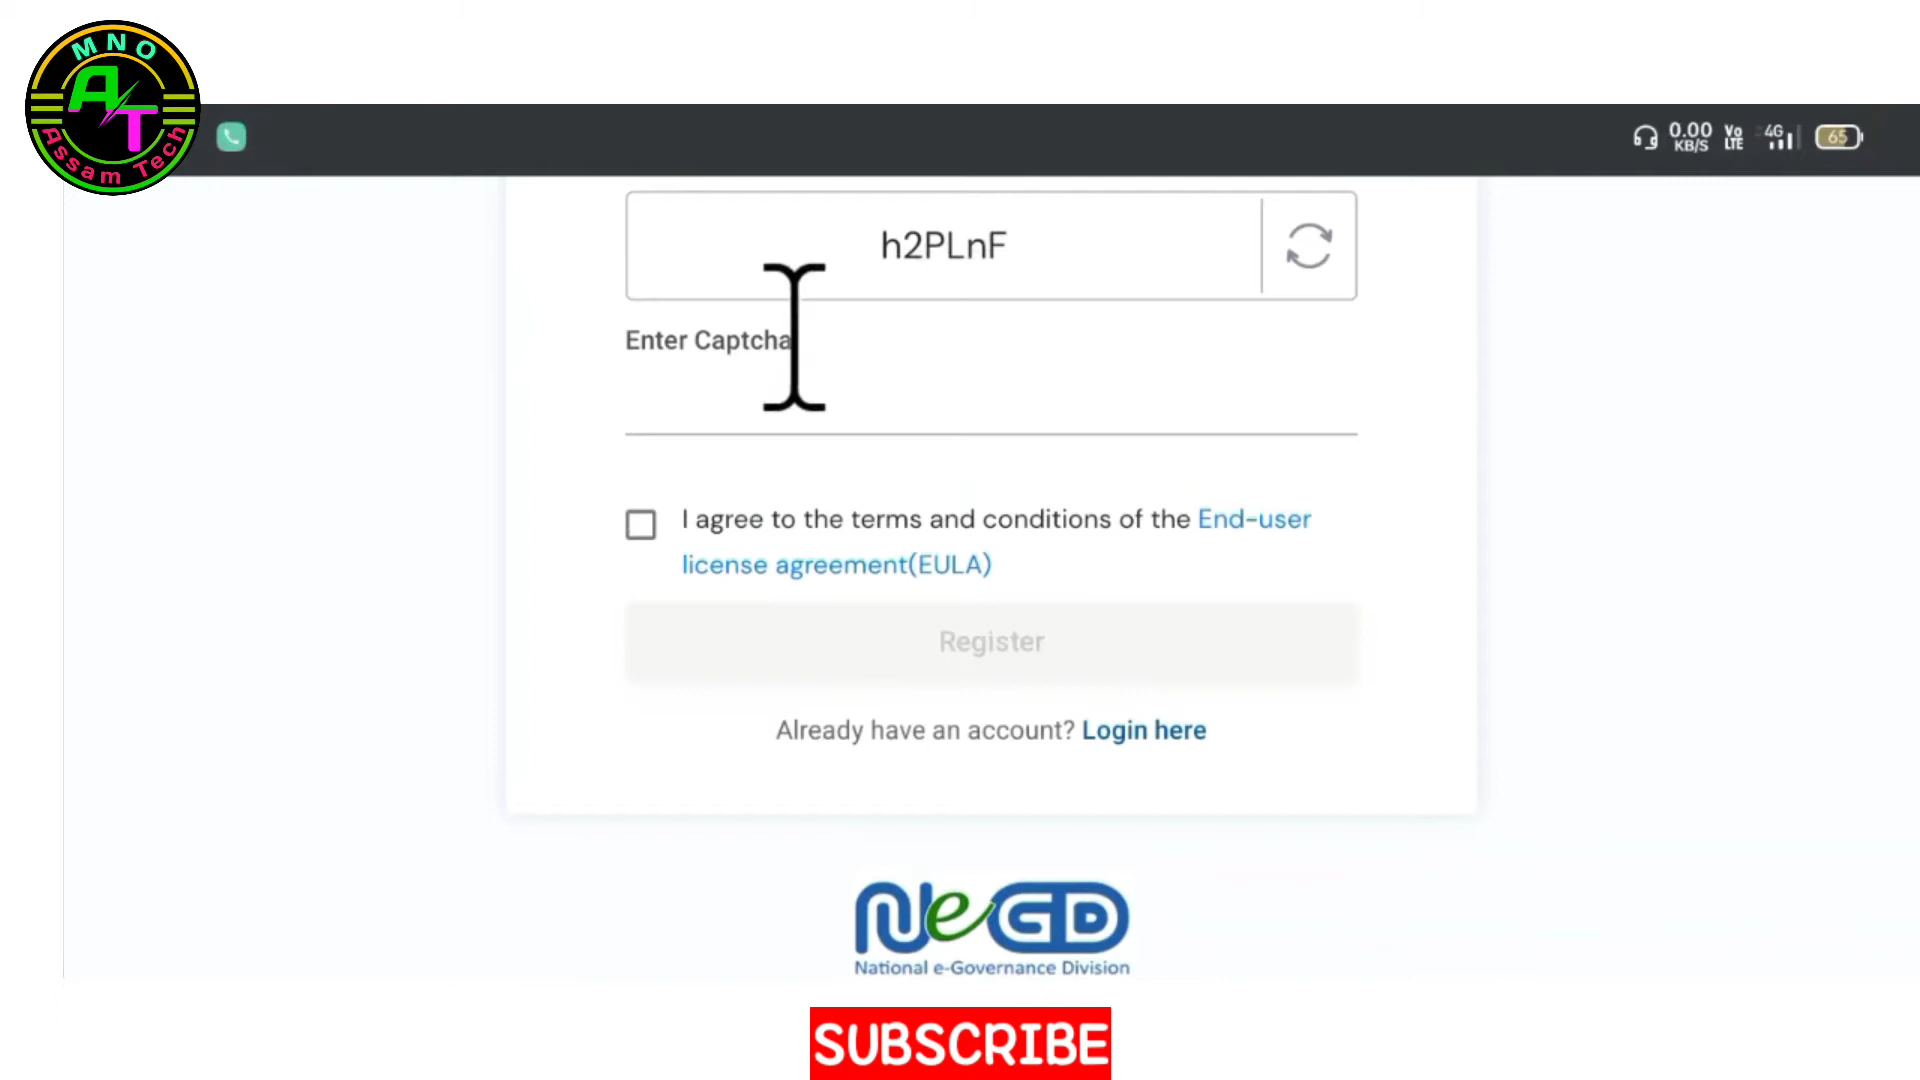 MNO
AT
Assam Tech
0.00
KB/S
Vo
LTE
4G
65
h2PLnF
Enter Captcha
I agree to the terms and conditions of the End-user
license agreement(EULA)
Register
Already have an account? Login here
NeGD
National e-Governance Division
SUBSCRIBE